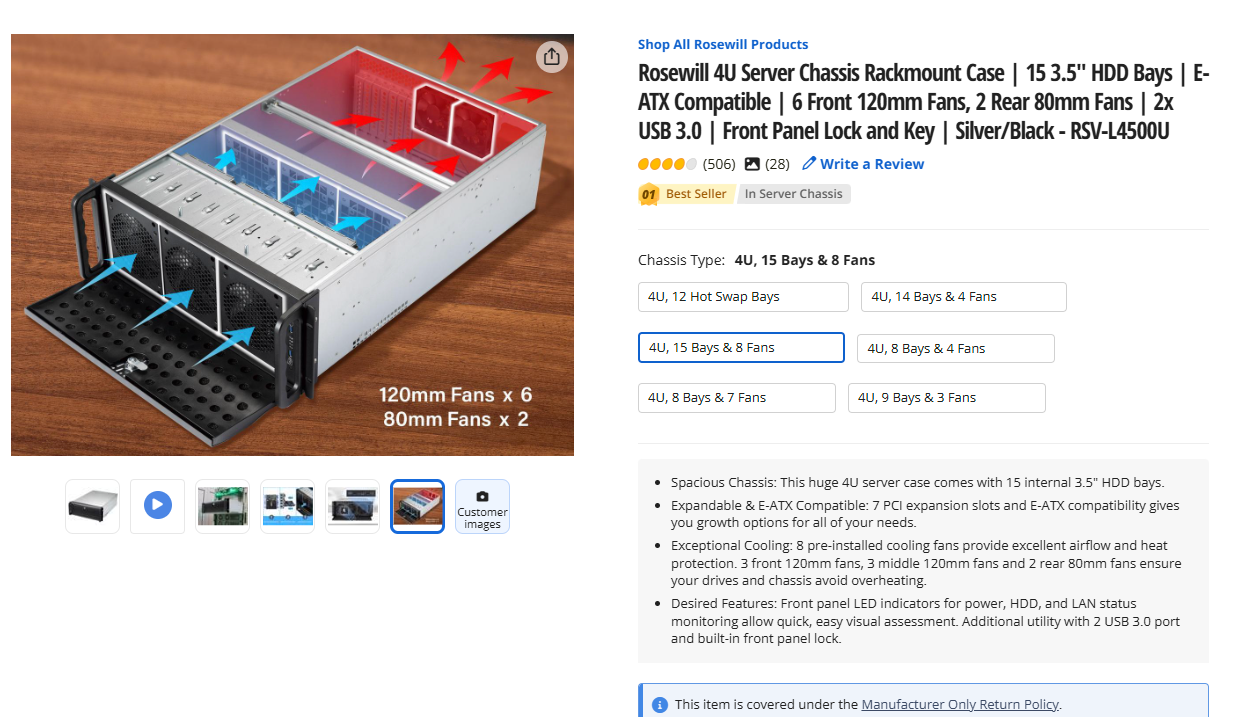 Shop All Rosewill Products
Rosewill 4U Server Chassis Rackmount Case | 15 3.5" HDD Bays | E-
ATX Compatible | 6 Front 120mm Fans, 2 Rear 80mm Fans | 2x
USB 3.0 | Front Panel Lock and Key | Silver/Black - RSV-L4500U
(506) (28) Write a Review
01 Best Seller In Server Chassis
Chassis Type: 4U, 15 Bays & 8 Fans
4U, 12 Hot Swap Bays
4U, 14 Bays & 4 Fans
4U, 15 Bays & 8 Fans
4U, 8 Bays & 4 Fans
4U, 8 Bays & 7 Fans
4U, 9 Bays & 3 Fans
120mm Fans x 6
80mm Fans x 2
Customer
images
• Spacious Chassis: This huge 4U server case comes with 15 internal 3.5" HDD bays.
• Expandable & E-ATX Compatible: 7 PCI expansion slots and E-ATX compatibility gives
you growth options for all of your needs.
• Exceptional Cooling: 8 pre-installed cooling fans provide excellent airflow and heat
protection. 3 front 120mm fans, 3 middle 120mm fans and 2 rear 80mm fans ensure
your drives and chassis avoid overheating.
• Desired Features: Front panel LED indicators for power, HDD, and LAN status
monitoring allow quick, easy visual assessment. Additional utility with 2 USB 3.0 port
and built-in front panel lock.
This item is covered under the Manufacturer Only Return Policy.